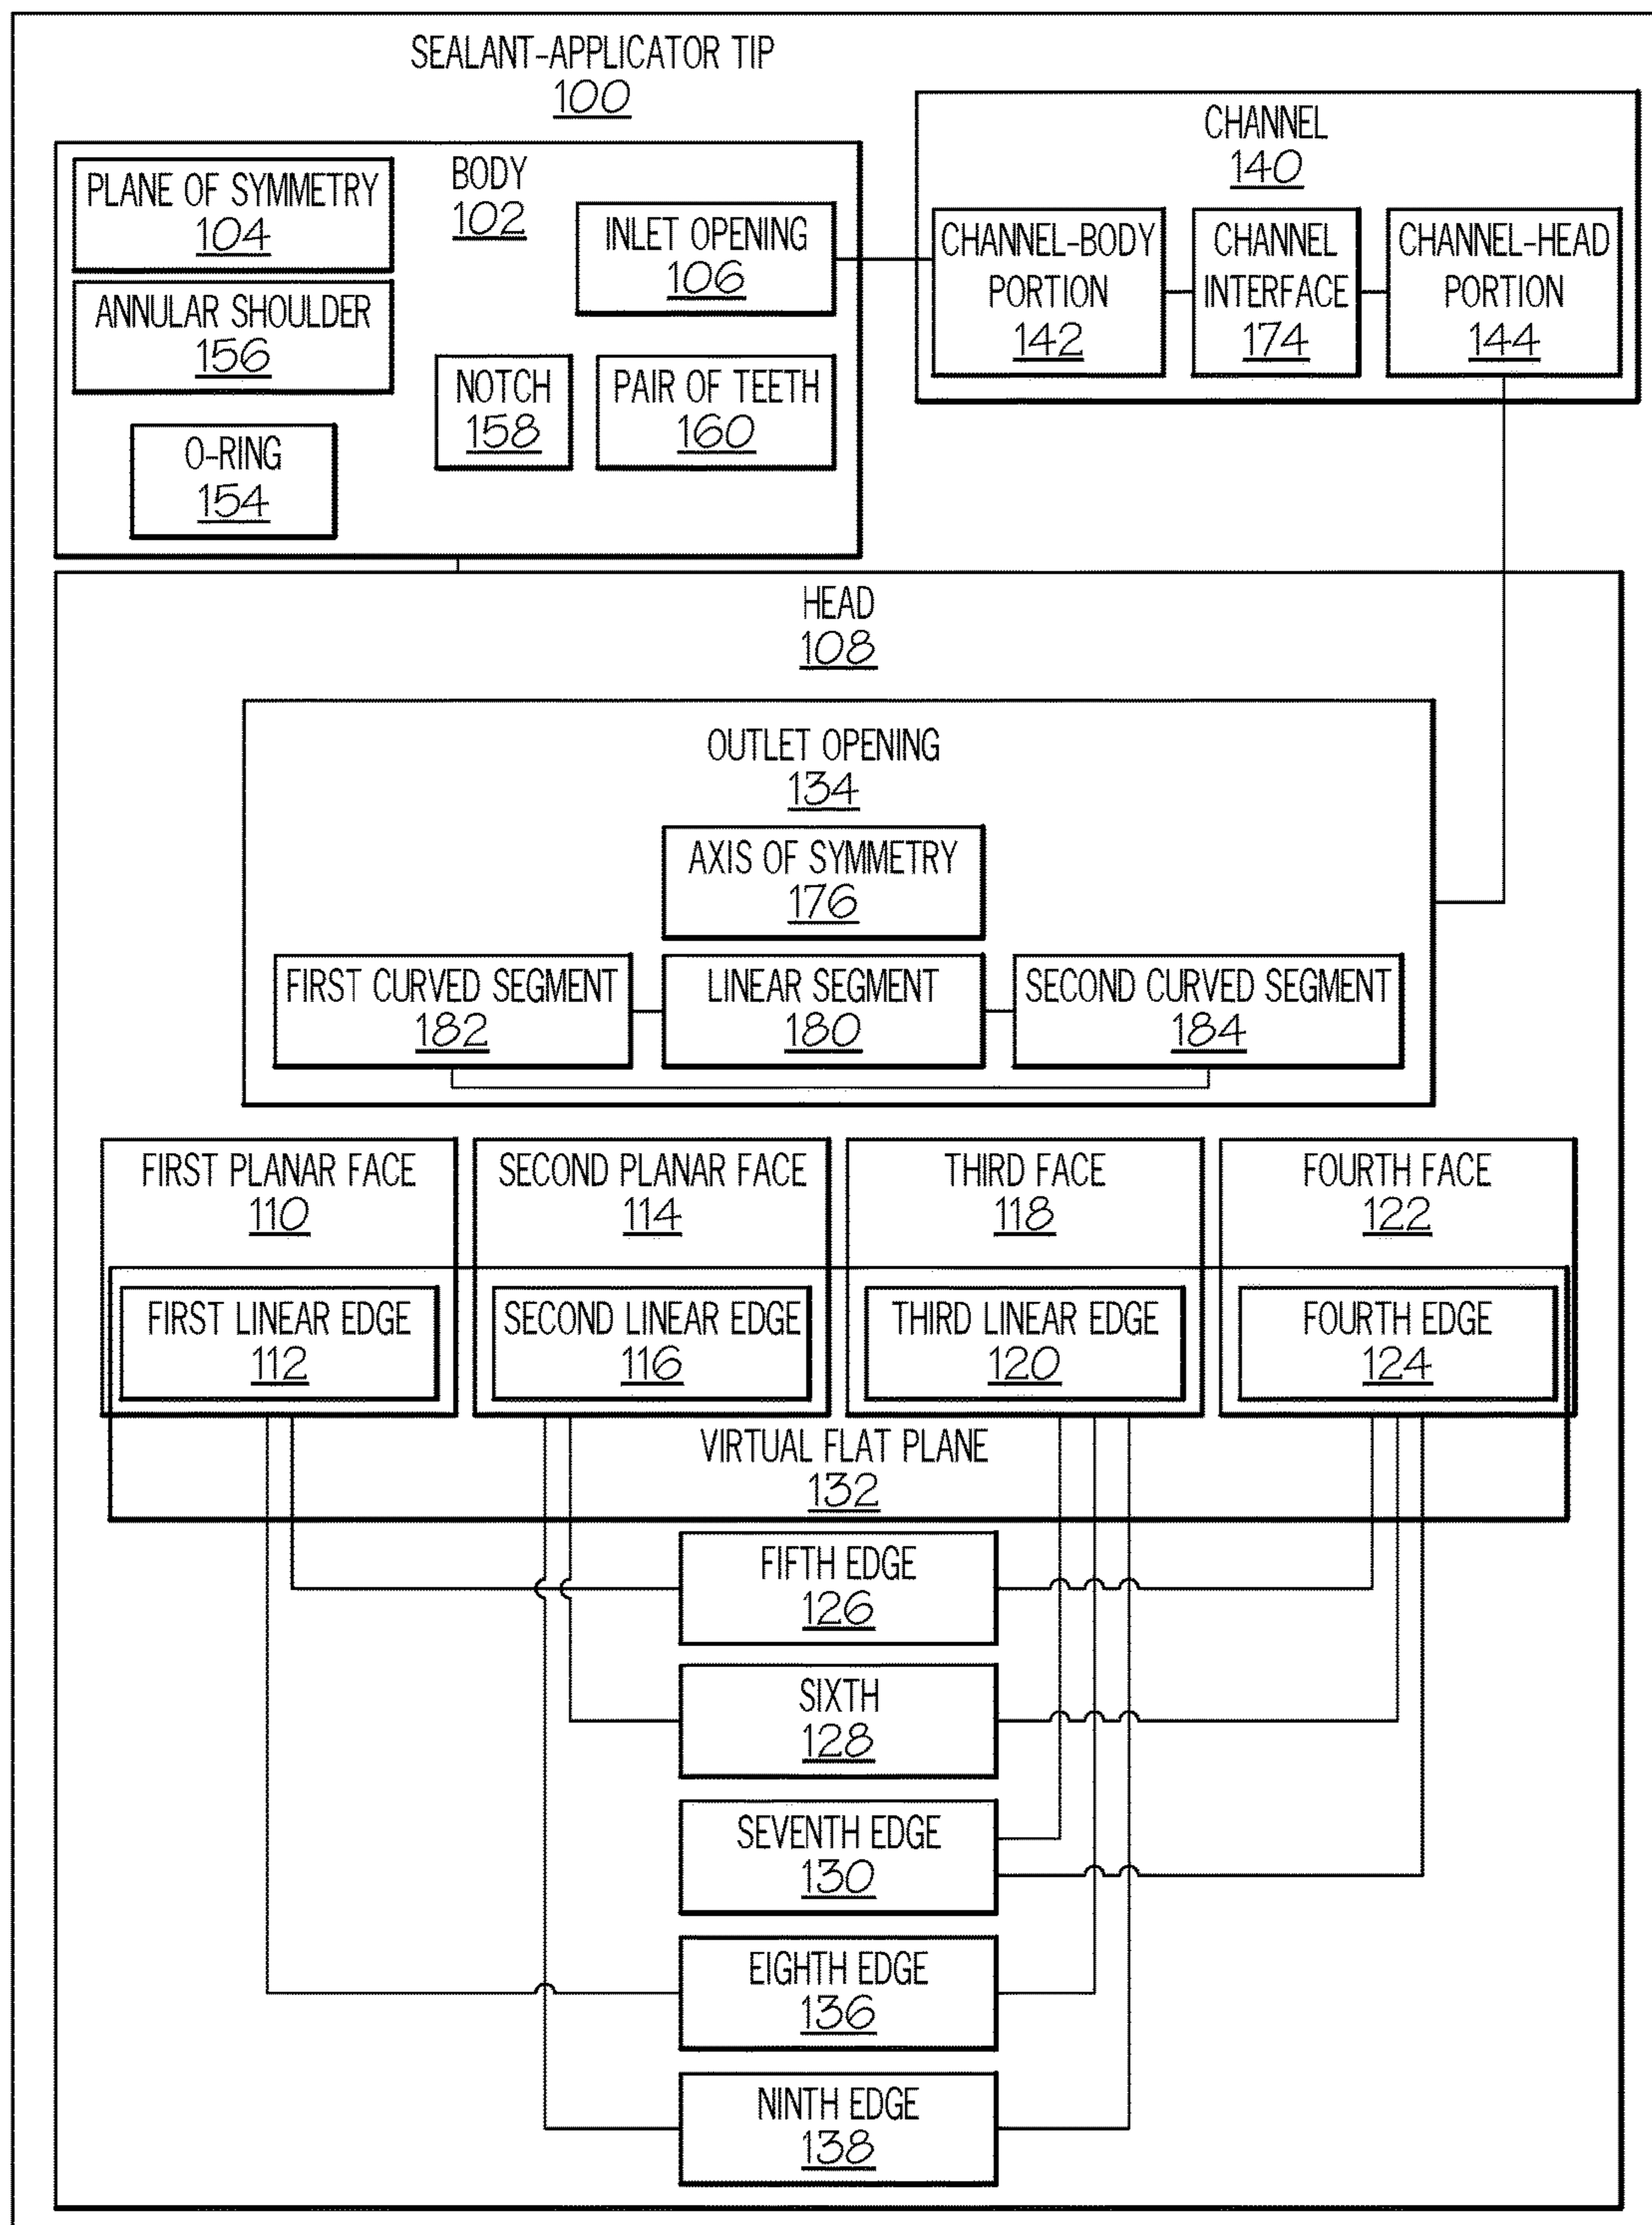 SEALANT-APPLICATOR TIP
100
BODY
102
PLANE OF SYMMETRY
104
INLET OPENING
106
ANNULAR SHOULDER
156
NOTCH
158
PAIR OF TEETH
160
O-RING
154
CHANNEL
140
CHANNEL-BODY
PORTION
142
CHANNEL
INTERFACE
174
CHANNEL-HEAD
PORTION
144
HEAD
108
OUTLET OPENING
134
AXIS OF SYMMETRY
176
FIRST CURVED SEGMENT
182
LINEAR SEGMENT
180
SECOND CURVED SEGMENT
184
FIRST PLANAR FACE
110
SECOND PLANAR FACE
114
THIRD FACE
118
FOURTH FACE
122
FIRST LINEAR EDGE
112
SECOND LINEAR EDGE
116
THIRD LINEAR EDGE
120
FOURTH EDGE
124
VIRTUAL FLAT PLANE
132
FIFTH EDGE
126
SIXTH
128
SEVENTH EDGE
130
EIGHTH EDGE
136
NINTH EDGE
138